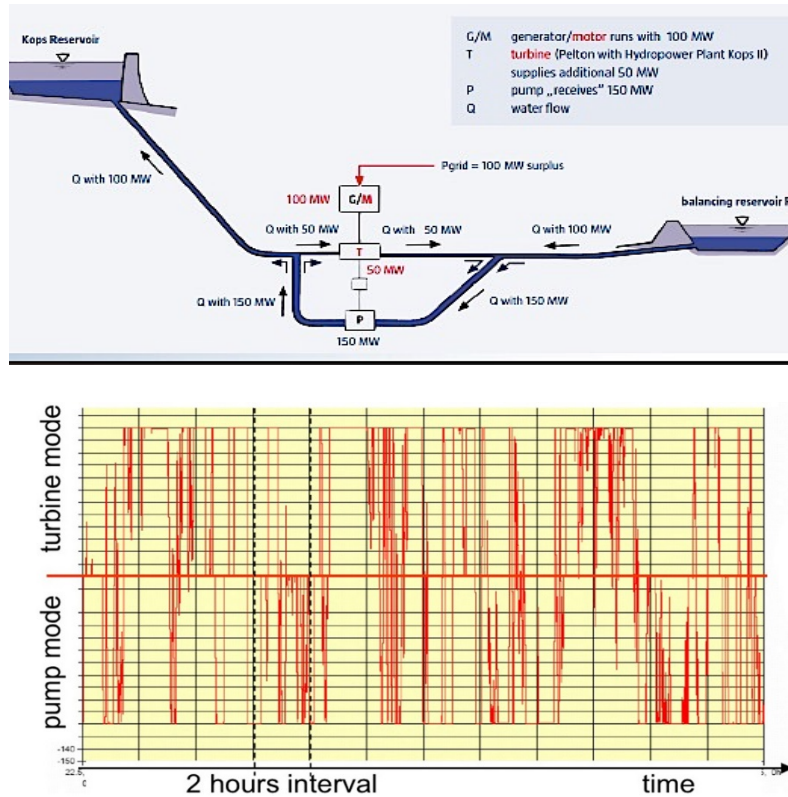 Kops Reservoir
G/M generator/motor runs with 100 MW
T turbine (Pelton with Hydropower Plant Kops II)
supplies additional 50 MW
P pump „receives" 150 MW
Q water flow
Q with 100 MW
Pgrid = 100 MW surplus
100 MW
G/M
balancing reservoir
Q with 50 MW
Q with 50 MW
Q with 100 MW
T
50 MW
Q with 150 MW
Q with 150 MW
P
150 MW
turbine mode
pump mode
-140
-150
22.5.
2 hours interval
time